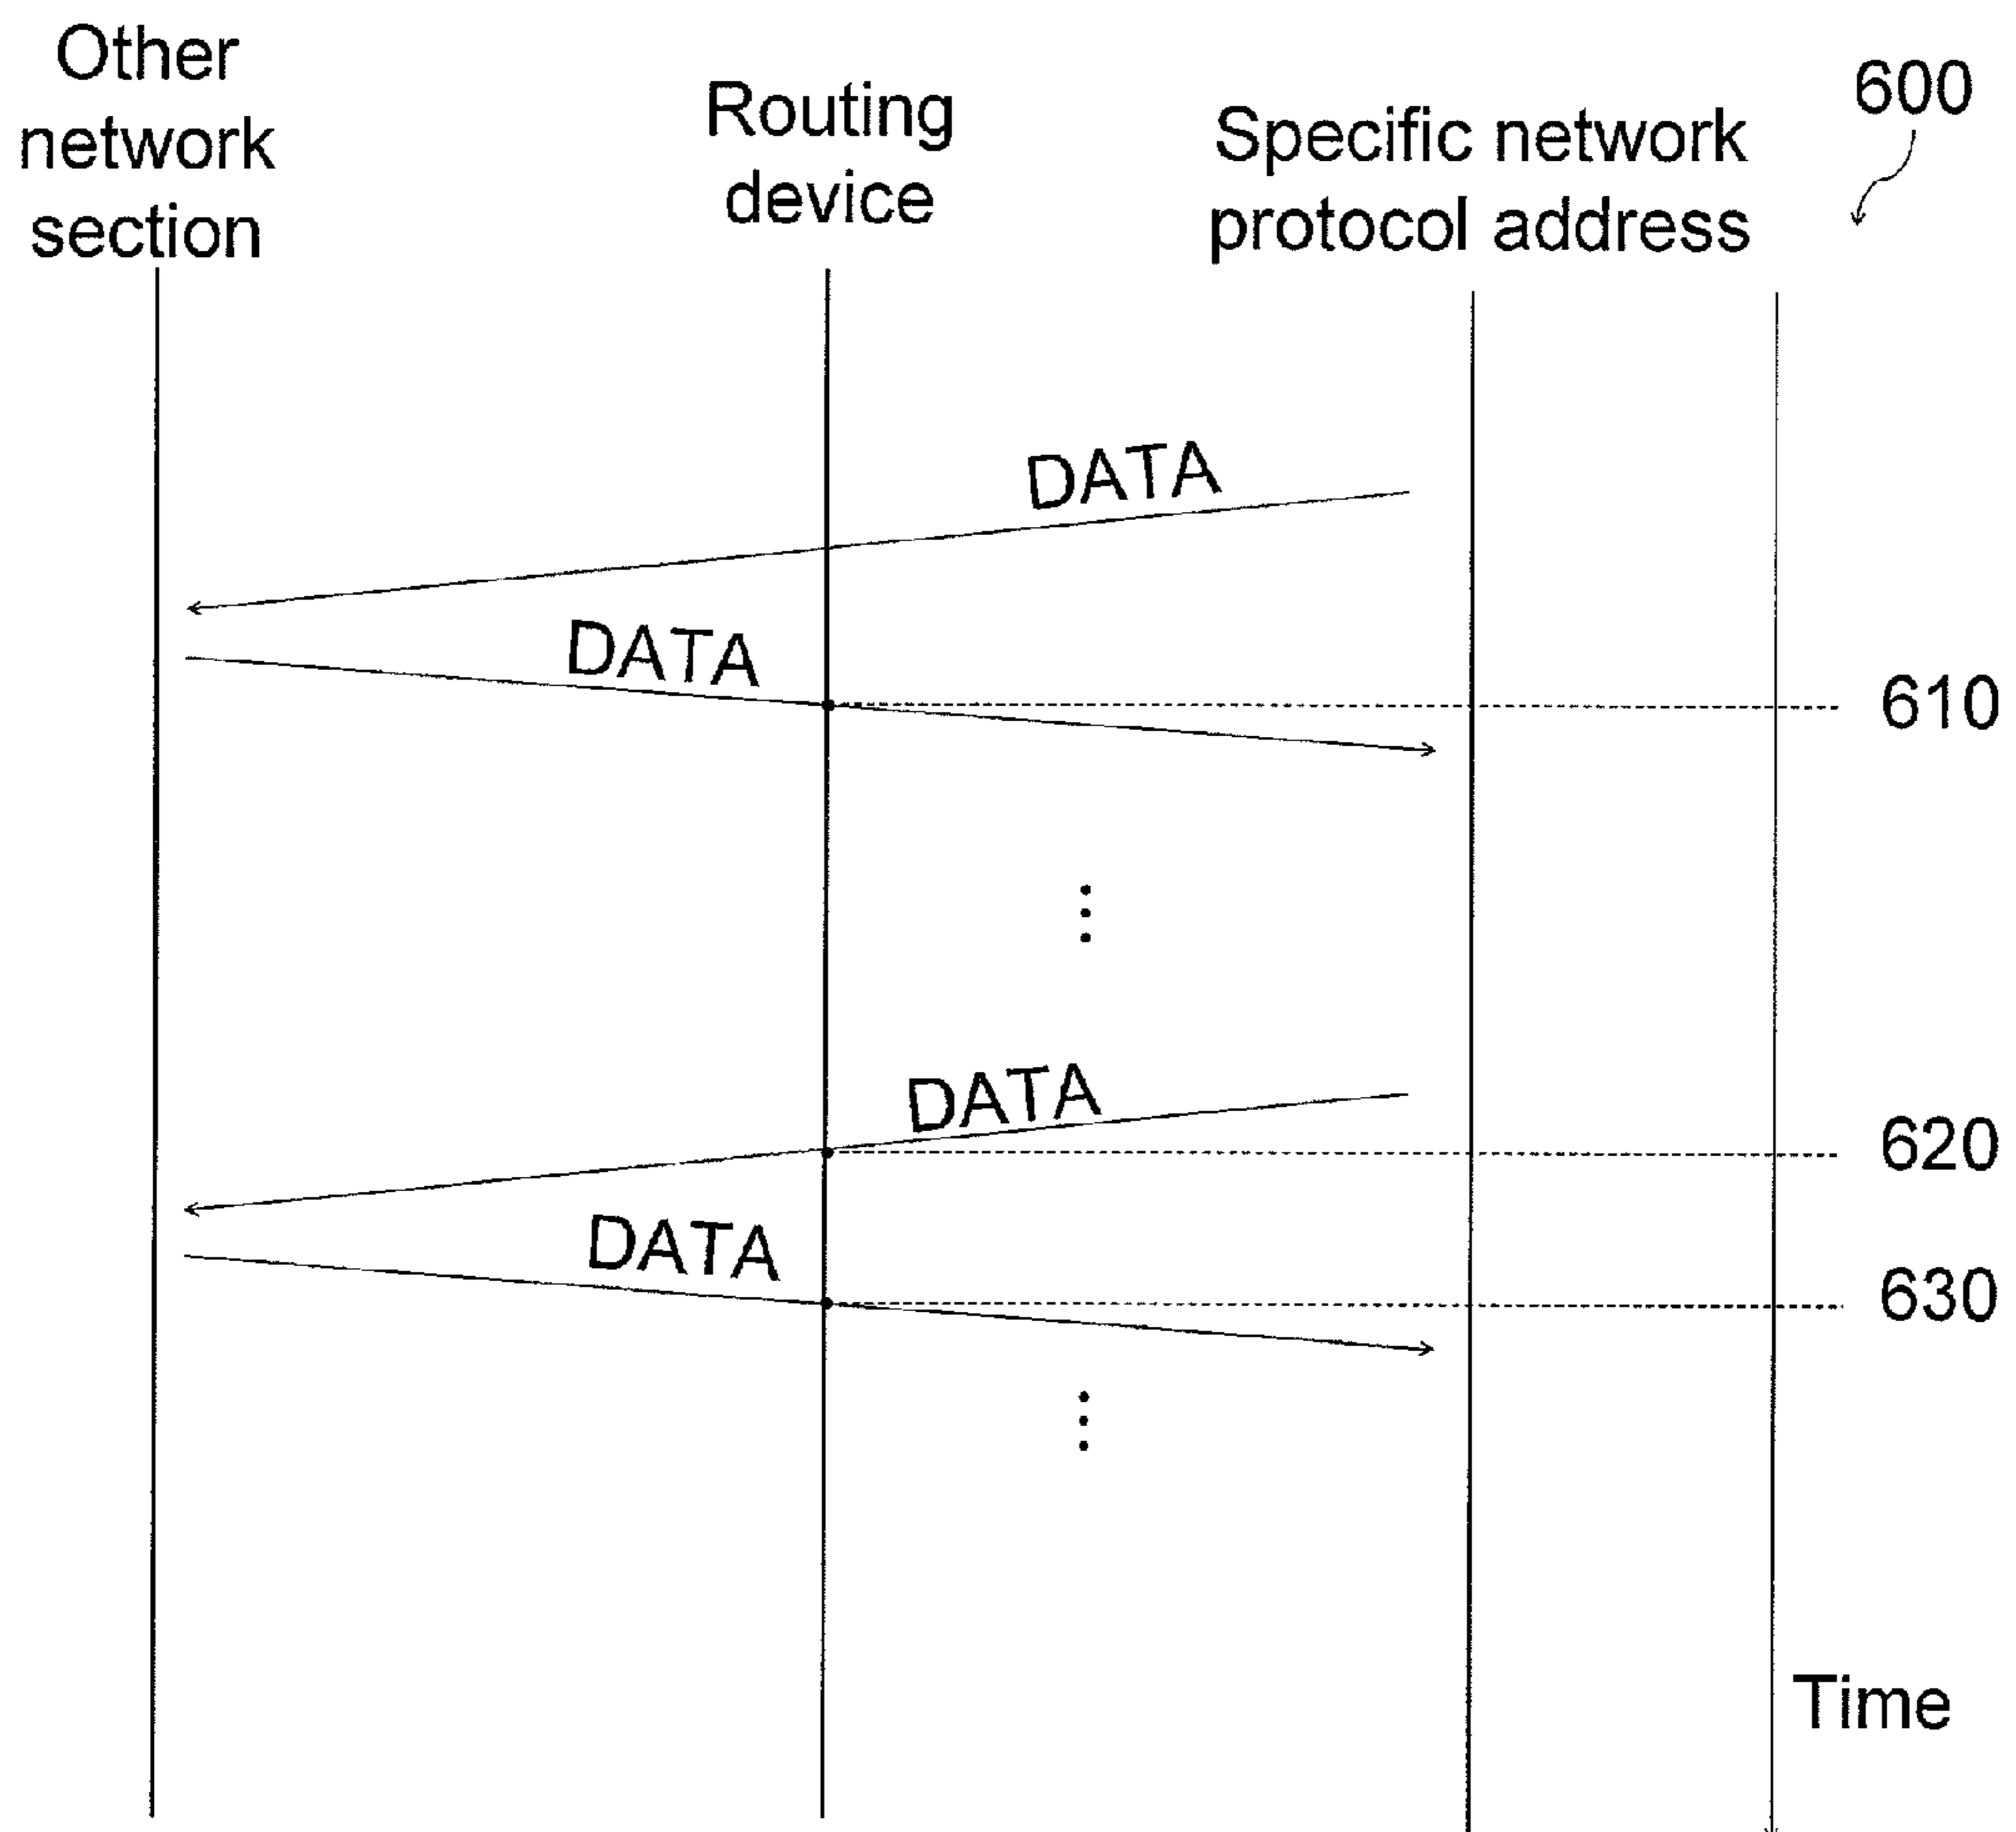 Other
network
section
Routing
device
Specific network
protocol address
600
DATA
DATA
610
DATA
620
DATA
630
Time